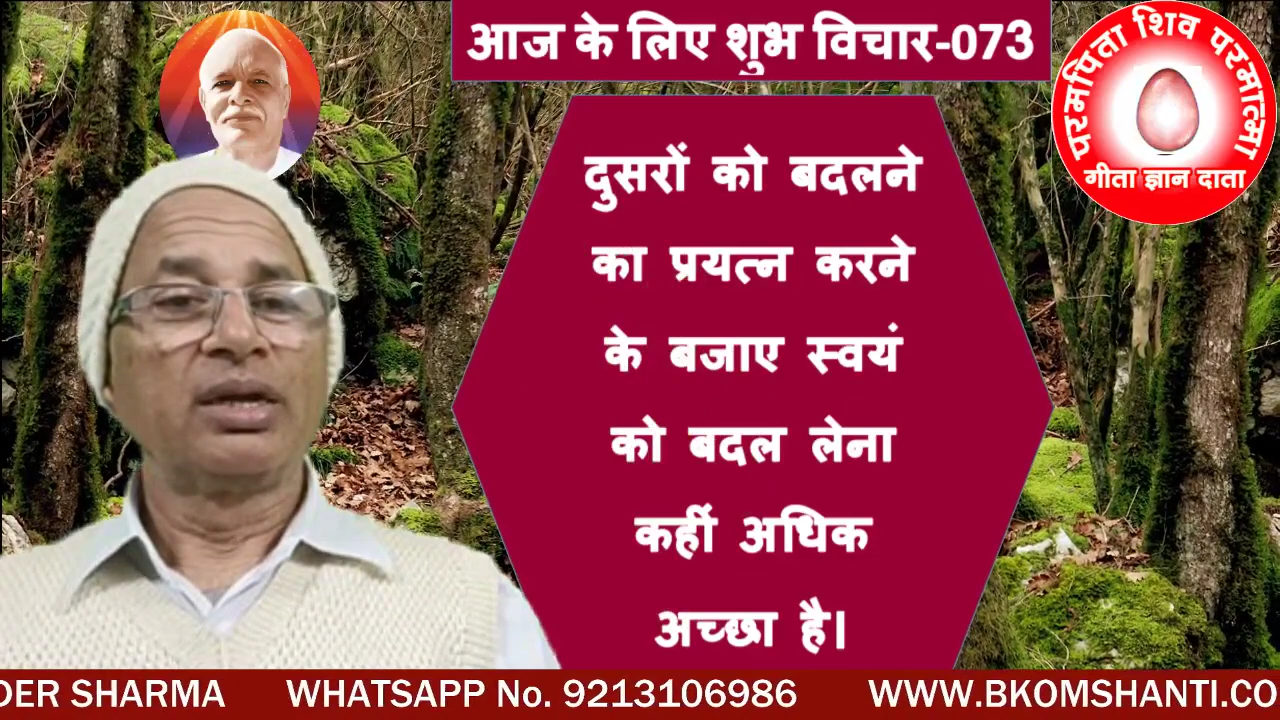 आज के लिए शुभ विचार-073
परमपिता शिव परमात्मा
गीता ज्ञान दाता
दुसरों को बदलने
का प्रयत्न करने
के बजाए स्वयं
को बदल लेना
कहीं अधिक
अच्छा है।
DER SHARMA WHATSAPP No. 9213106986 WWW.BKOMSHANTI.CO